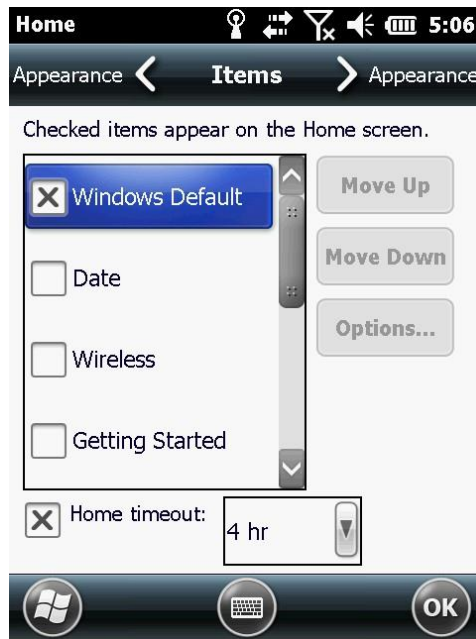 Home 5:06
Appearance Items Appearance
Checked items appear on the Home screen.
Windows Default
Date
Wireless
Getting Started
Move Up
Move Down
Options...
Home timeout: 4 hr
OK